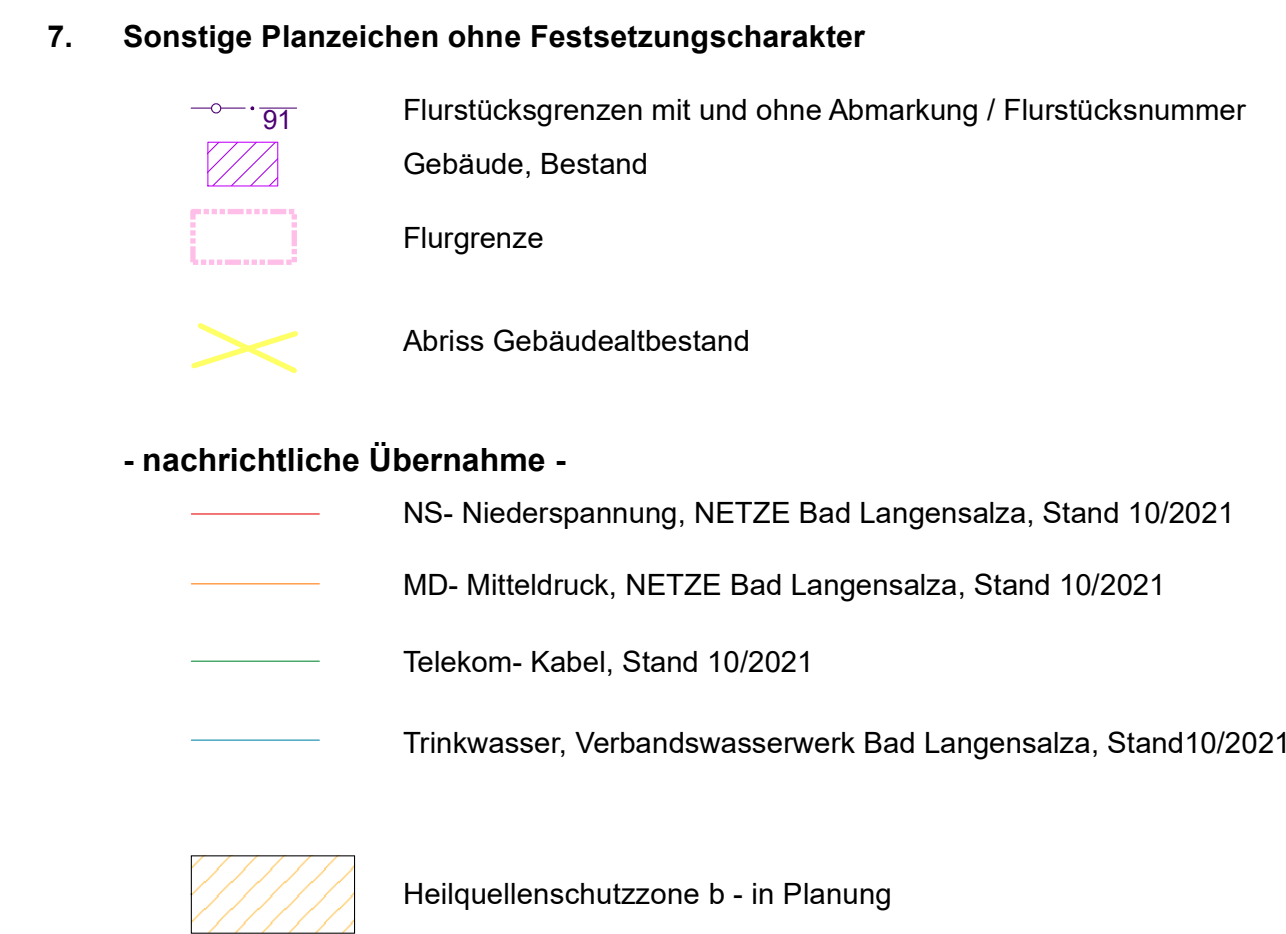 7. Sonstige Planzeichen ohne Festsetzungscharakter
91 Flurstücksgrenzen mit und ohne Abmarkung / Flurstücksnummer
Gebäude, Bestand
Flurgrenze
Abriss Gebäudealtbestand
- nachrichtliche Übernahme -
NS- Niederspannung, NETZE Bad Langensalza, Stand 10/2021
MD- Mitteldruck, NETZE Bad Langensalza, Stand 10/2021
Telekom- Kabel, Stand 10/2021
Trinkwasser, Verbandswasserwerk Bad Langensalza, Stand10/2021
Heilquellenschutzzone b - in Planung